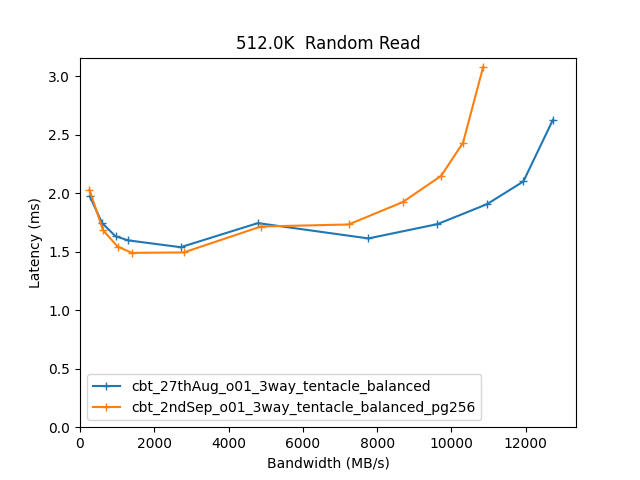 512.0K  Random Read
3.0
2.5
2.0
1.5
1.0
0.5
0.0
Latency (ms)
cbt_27thAug_o01_3way_tentacle_balanced
cbt_2ndSep_o01_3way_tentacle_balanced_pg256
0 2000 4000 6000 8000 10000 12000
Bandwidth (MB/s)